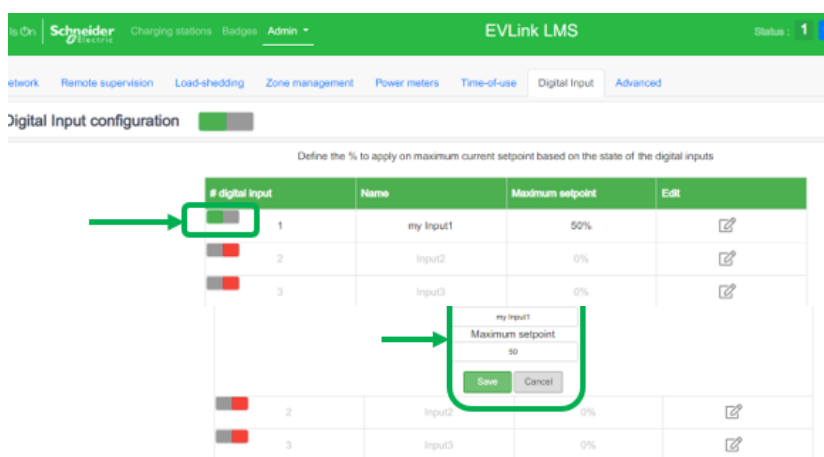 Is On Schneider Electric Charging stations Badges Admin EVLink LMS Status : 1
etwork Remote supervision Load-shedding Zone management Power meters Time-of-use Digital Input Advanced
Digital Input configuration
Define the % to apply on maximum current setpoint based on the state of the digital inputs
# digital input Name Maximum setpoint Edit
1 my Input1 50%
2 Input2 0%
3 Input3 0%
my Input1
Maximum setpoint
50
Save Cancel
2 Input2 0%
3 Input3 0%